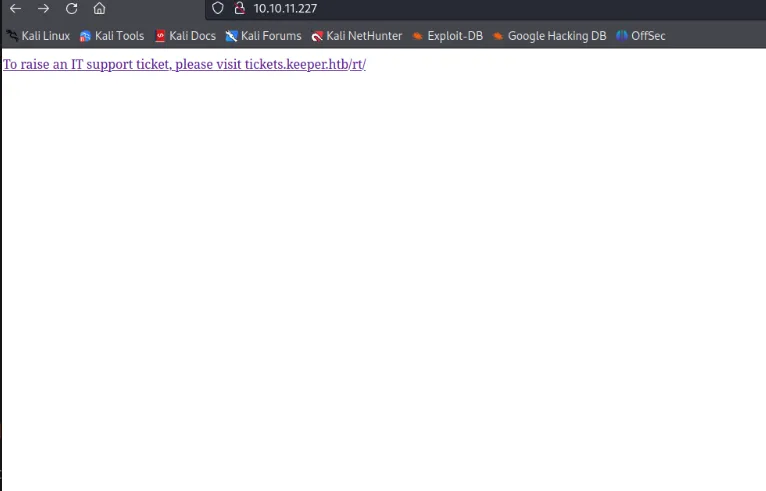 10.10.11.227
Kali Linux Kali Tools Kali Docs Kali Forums Kali NetHunter Exploit-DB Google Hacking DB OffSec
To raise an IT support ticket, please visit tickets.keeper.htb/rt/